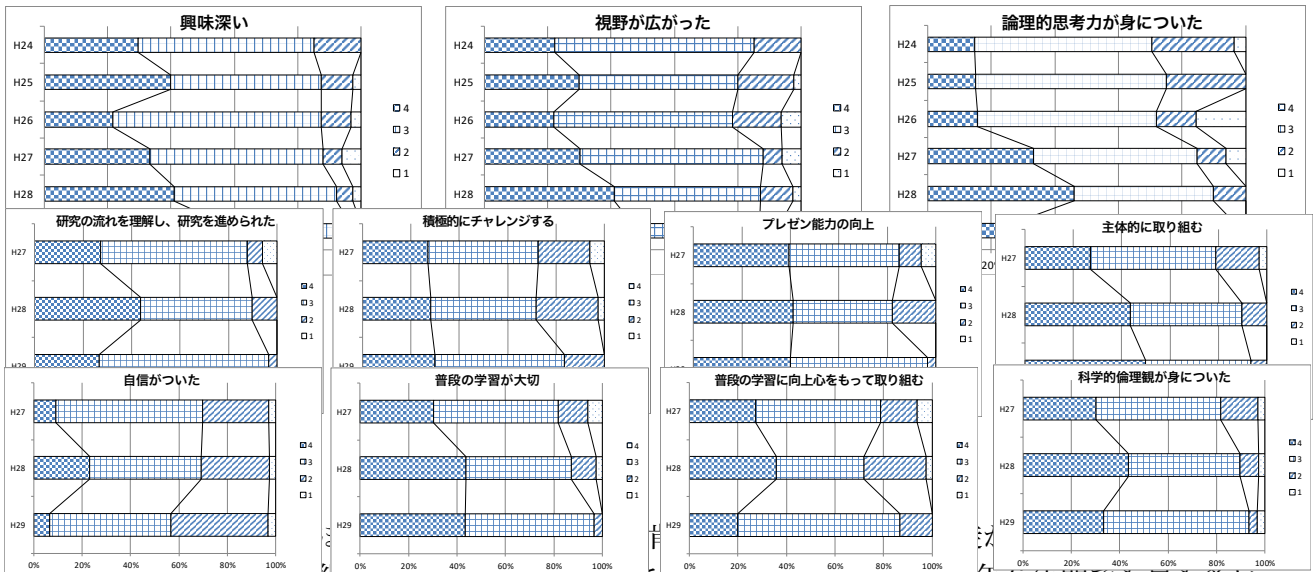 興味深い
H24
H25
H26
H27
H28
4
3
2
1
視野が広がった
H24
H25
H26
H27
H28
4
3
2
1
論理的思考力が身についた
H24
H25
H26
H27
H28
4
3
2
1
研究の流れを理解し、研究を進められた
H27
H28
H29
4
3
2
1
積極的にチャレンジする
H27
H28
H29
4
3
2
1
プレゼン能力の向上
H27
H28
4
3
2
1
20%
主体的に取り組む
H27
H28
4
3
2
1
自信がついた
H27
H28
H29
4
3
2
1
0% 20% 40% 60% 80% 100%
普段の学習が大切
H27
H28
H29
4
3
2
1
0% 20% 40% 60% 80% 100%
普段の学習に向上心をもって取り組む
H27
H28
H29
4
3
2
1
0% 20% 40% 60% 80% 100%
科学的倫理観が身についた
H27
H28
H29
4
3
2
1
0% 20% 40% 60% 80% 100%